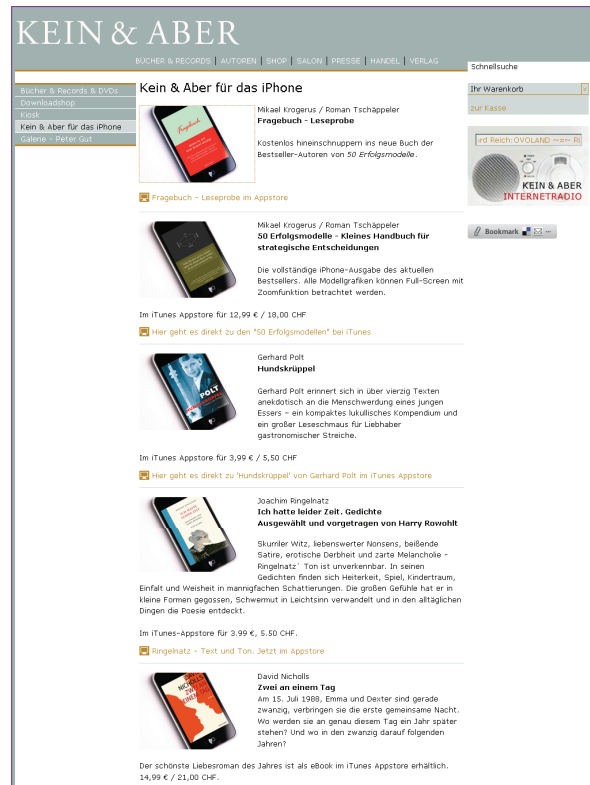 KEIN & ABER
BÜCHER & RECORDS | AUTOREN | SHOP | SALON | PRESSE | HANDEL | VERLAG
Schnellsuche
Bücher & Records & DVDs
Downloadshop
Kiosk
Kein & Aber für das iPhone
Galerie - Peter Gut
Ihr Warenkorb
zur Kasse
ird Reich: OVOLAND ~=~ Ri
KEIN & ABER
INTERNETRADIO
Bookmark
Kein & Aber für das iPhone
Fragebuch
Mikael Krogerus / Roman Tschäppeler
Fragebuch - Leseprobe
Kostenlos hineinschnuppern ins neue Buch der
Bestseller-Autoren von 50 Erfolgsmodelle.
Fragebuch - Leseprobe im Appstore
Mikael Krogerus / Roman Tschäppeler
50 Erfolgsmodelle - Kleines Handbuch für
strategische Entscheidungen
Die vollständige iPhone-Ausgabe des aktuellen
Bestsellers. Alle Modellgrafiken können Full-Screen mit
Zoomfunktion betrachtet werden.
Im iTunes Appstore für 12,99 € / 18,00 CHF
Hier geht es direkt zu den "50 Erfolgsmodellen" bei iTunes
POLT
Gerhard Polt
Hundskrüppel
Gerhard Polt erinnert sich in über vierzig Texten
anekdotisch an die Menschwerdung eines jungen
Essers – ein kompaktes lukullisches Kompendium und
ein großer Leseschmaus für Liebhaber
gastronomischer Streiche.
Im iTunes Appstore für 3,99 € / 5,50 CHF
Hier geht es direkt zu 'Hundskrüppel' von Gerhard Polt im iTunes Appstore
Joachim Ringelnatz
Ich hatte leider Zeit. Gedichte
Ausgewählt und vorgetragen von Harry Rowohlt
Skurriler Witz, liebenswerter Nonsens, beißende
Satire, erotische Derbheit und zarte Melancholie –
Ringelnatz´ Ton ist unverkennbar. In seinen
Gedichten finden sich Heiterkeit, Spiel, Kindertraum,
Einfalt und Weisheit in mannigfachen Schattierungen. Die großen Gefühle hat er in
kleine Formen gegossen, Schwermut in Leichtsinn verwandelt und in den alltäglichen
Dingen die Poesie entdeckt.
Im iTunes-Appstore für 3.99 €, 5.50 CHF.
Ringelnatz - Text und Ton. Jetzt im Appstore
DAVID
NICHOLLS
ZWEI AN
EINEM TAG
David Nicholls
Zwei an einem Tag
Am 15. Juli 1988, Emma und Dexter sind gerade
zwanzig, verbringen sie die erste gemeinsame Nacht.
Wo werden sie an genau diesem Tag ein Jahr später
stehen? Und wo in den zwanzig darauf folgenden
Jahren?
Der schönste Liebesroman des Jahres ist als eBook im iTunes Appstore erhältlich.
14,99 € / 21,00 CHF.